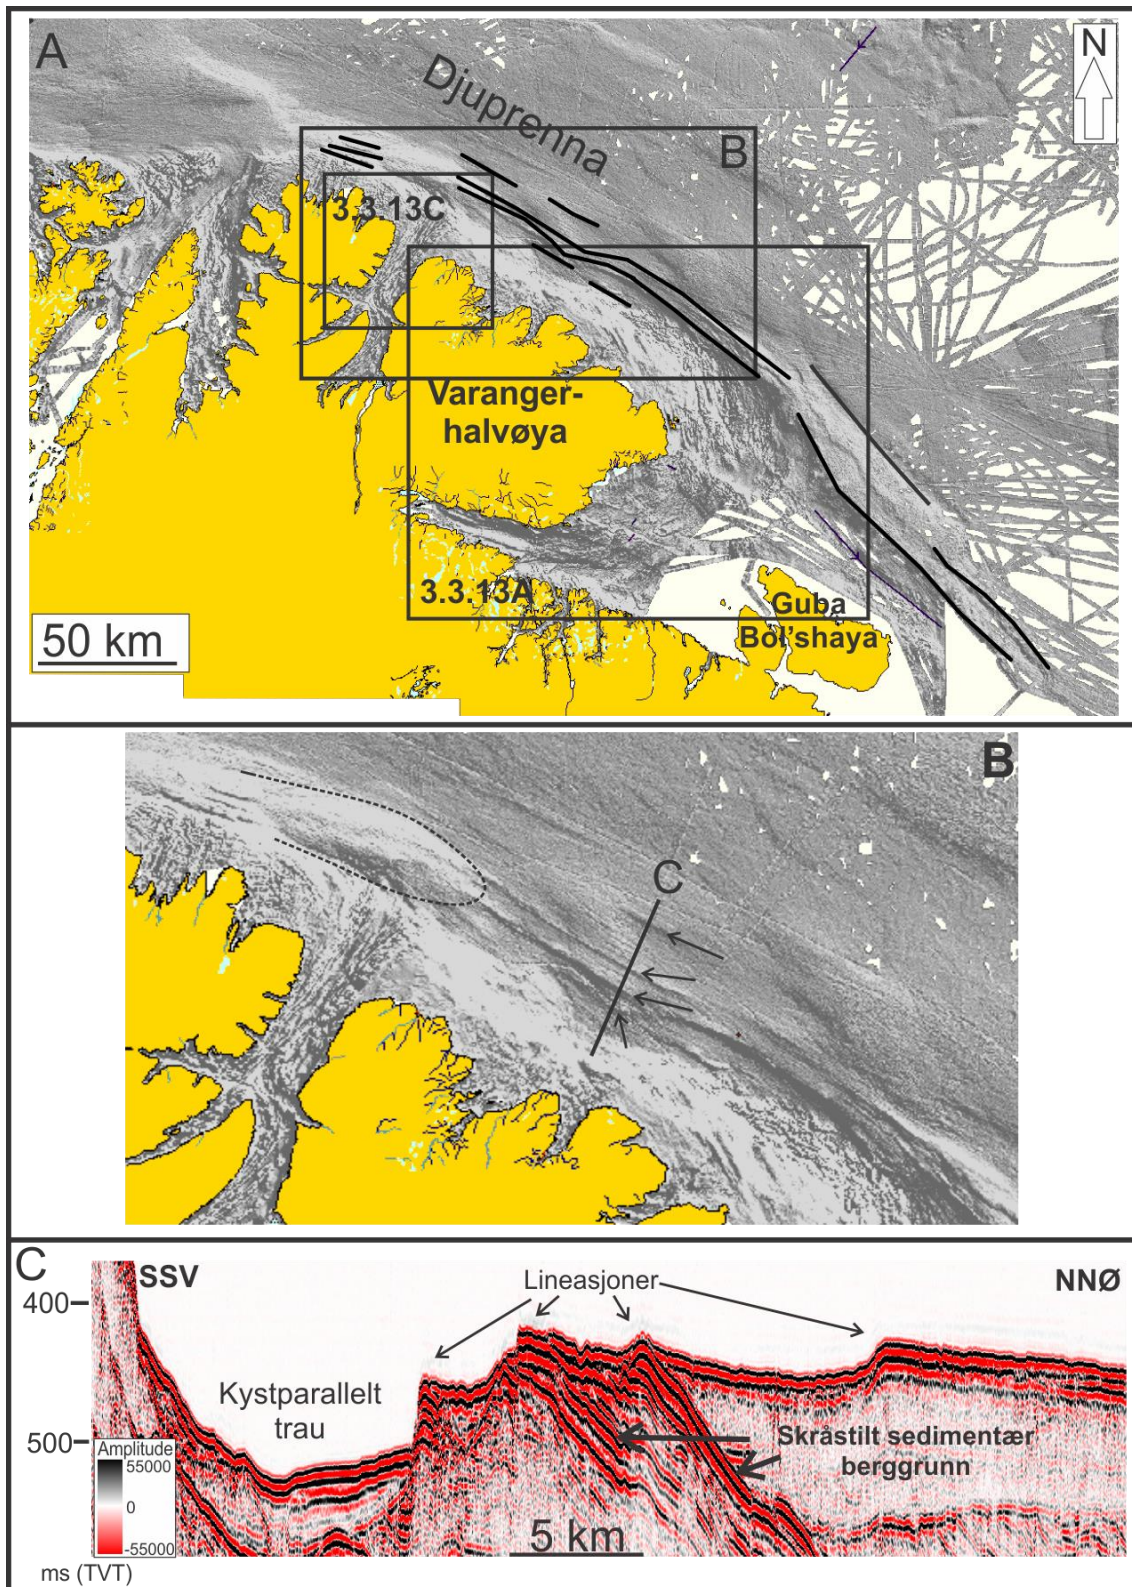 A
N
Djuprenna
B
3.3.13C
Varanger-
halvøya
3.3.13A
Guba
Bol'shaya
50 km
B
C
C
SSV
Lineasjoner
NNØ
400
Kystparallelt
trau
500
Amplitude
55000
0
-55000
Skråstilt sedimentær
berggrunn
5 km
ms (TVT)